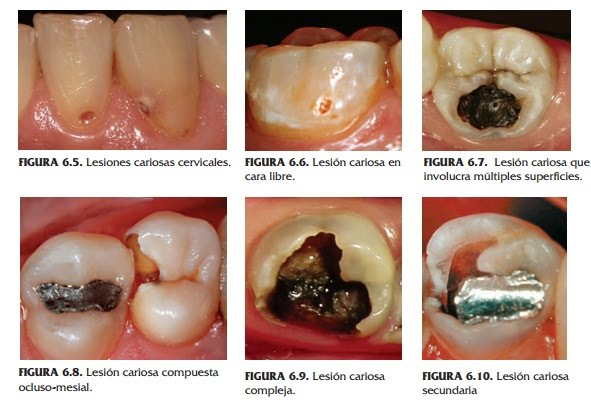 FIGURA 6.5. Lesiones cariosas cervicales.
FIGURA 6.6. Lesión cariosa en
cara libre.
FIGURA 6.7. Lesión cariosa que
involucra múltiples superficies.
FIGURA 6.8. Lesión cariosa compuesta
ocluso-mesial.
FIGURA 6.9. Lesión cariosa
compleja.
FIGURA 6.10. Lesión cariosa
secundaria